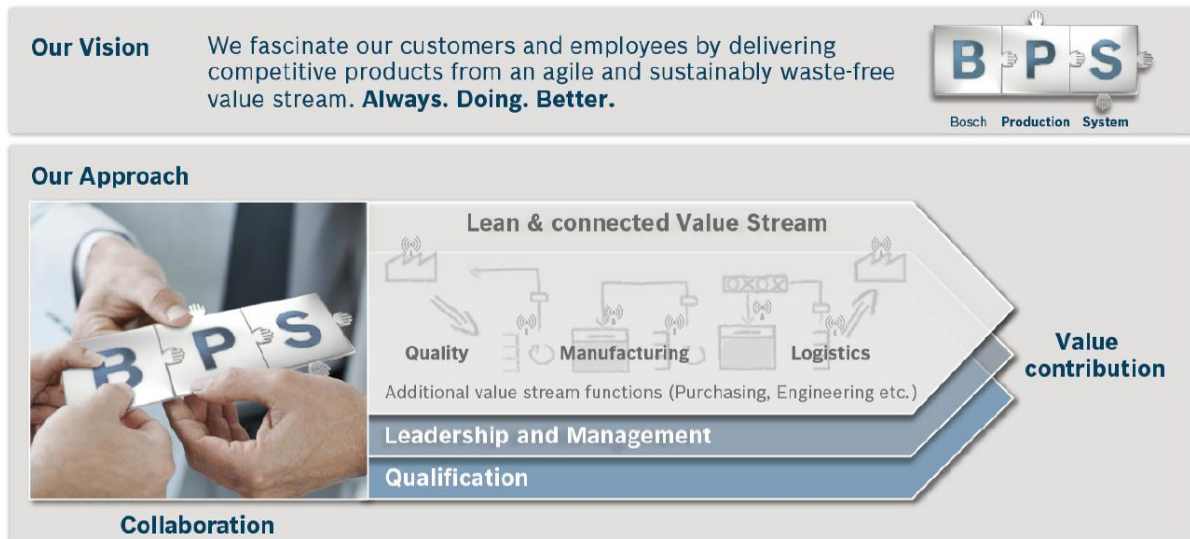 Our Vision
We fascinate our customers and employees by delivering
competitive products from an agile and sustainably waste-free
value stream. Always. Doing. Better.
B P S
Bosch Production System
Our Approach
Lean & connected Value Stream
OXOX
Quality Manufacturing Logistics
Additional value stream functions (Purchasing, Engineering etc.)
Leadership and Management
Qualification
B P S
Collaboration
Value
contribution